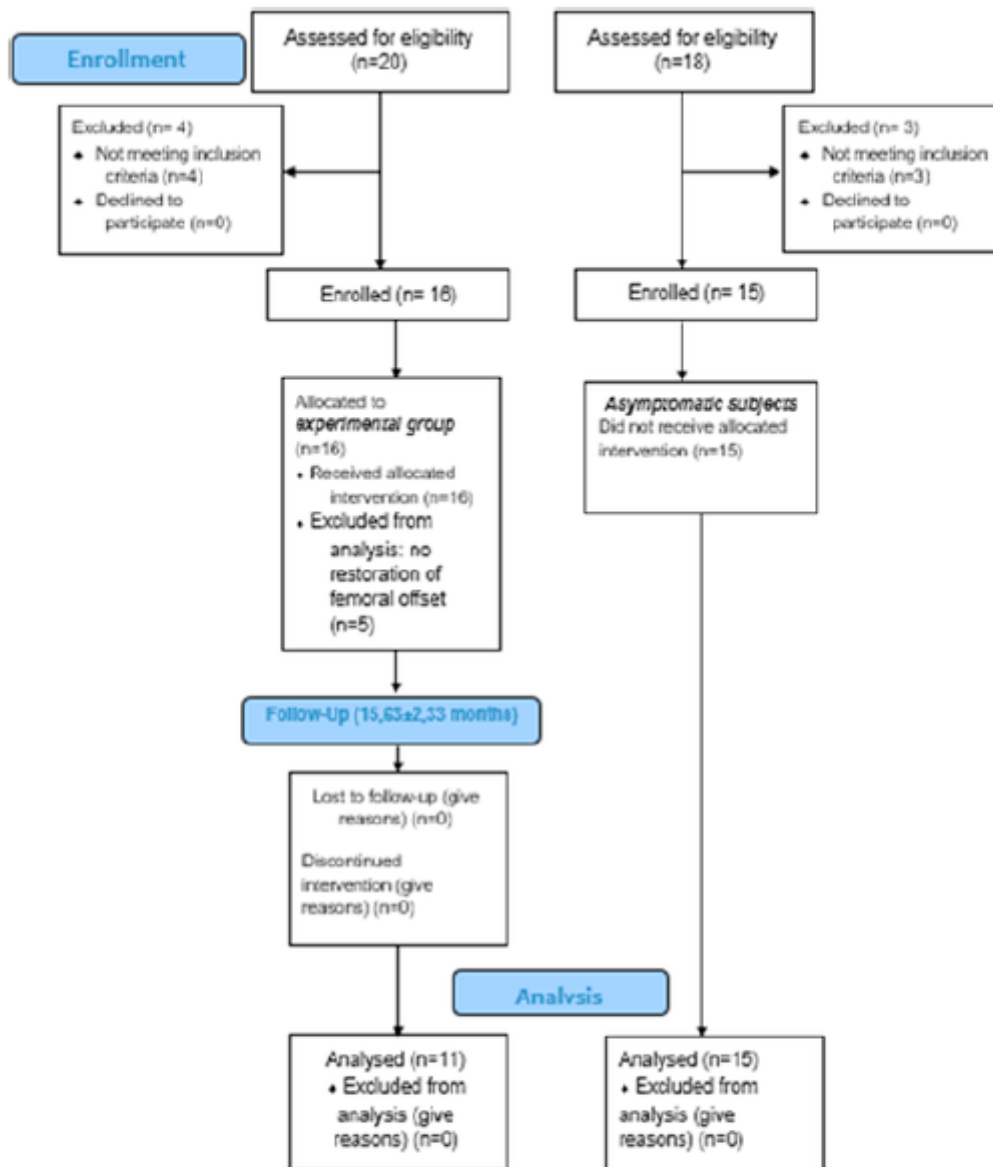 Enrollment
Assessed for eligibility
(n=20)
Assessed for eligibility
(n=18)
Excluded (n= 4)
♦ Not meeting inclusion
criteria (n=4)
♦ Declined to
participate (n=0)
Excluded (n= 3)
♦ Not meeting inclusion
criteria (n=3)
♦ Declined to
participate (n=0)
Enrolled (n= 16)
Enrolled (n= 15)
Allocated to
experimental group
(n=16)
♦ Received allocated
intervention (n=16)
♦ Excluded from
analysis: no
restoration of
femoral offset
(n=5)
Asymptomatic subjects
Did not receive allocated
intervention (n=15)
Follow-Up (15,63±2,33 months)
Lost to follow-up (give
reasons) (n=0)
Discontinued
intervention (give
reasons) (n=0)
Analysis
Analysed (n=11)
♦ Excluded from
analysis (give
reasons) (n=0)
Analysed (n=15)
♦ Excluded from
analysis (give
reasons) (n=0)